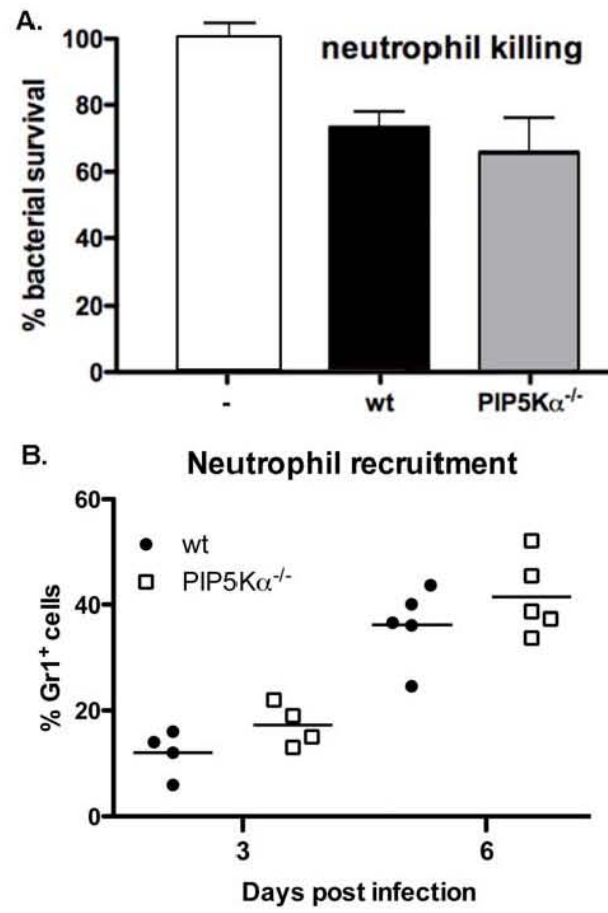 A.
neutrophil killing
% bacterial survival
100
80
60
40
20
0
-
wt
PIP5Kα⁻/⁻
B.
Neutrophil recruitment
% Gr1⁺ cells
60
40
20
0
wt
PIP5Kα⁻/⁻
3
6
Days post infection